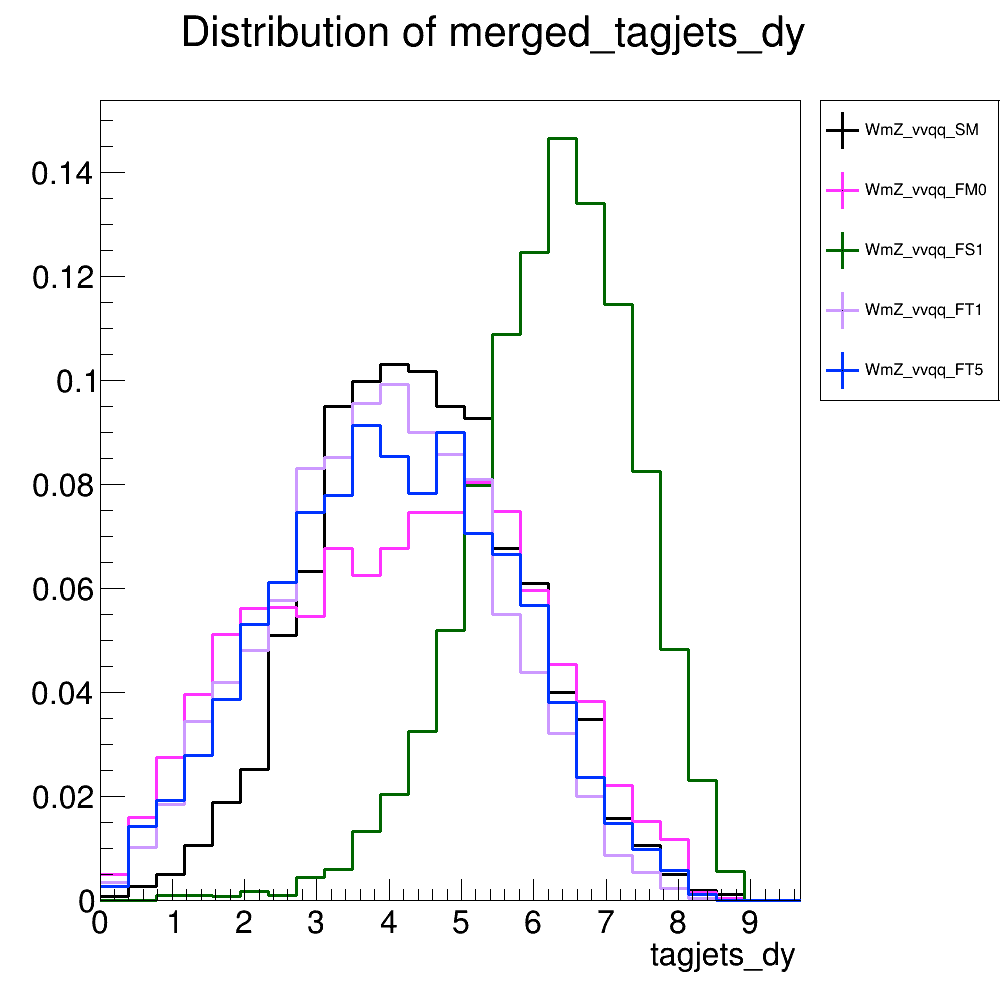 Distribution of merged_tagjets_dy
WmZ_vvqq_SM
WmZ_vvqq_FM0
WmZ_vvqq_FS1
WmZ_vvqq_FT1
WmZ_vvqq_FT5
0.14
0.12
0.1
0.08
0.06
0.04
0.02
0
0 1 2 3 4 5 6 7 8 9
tagjets_dy